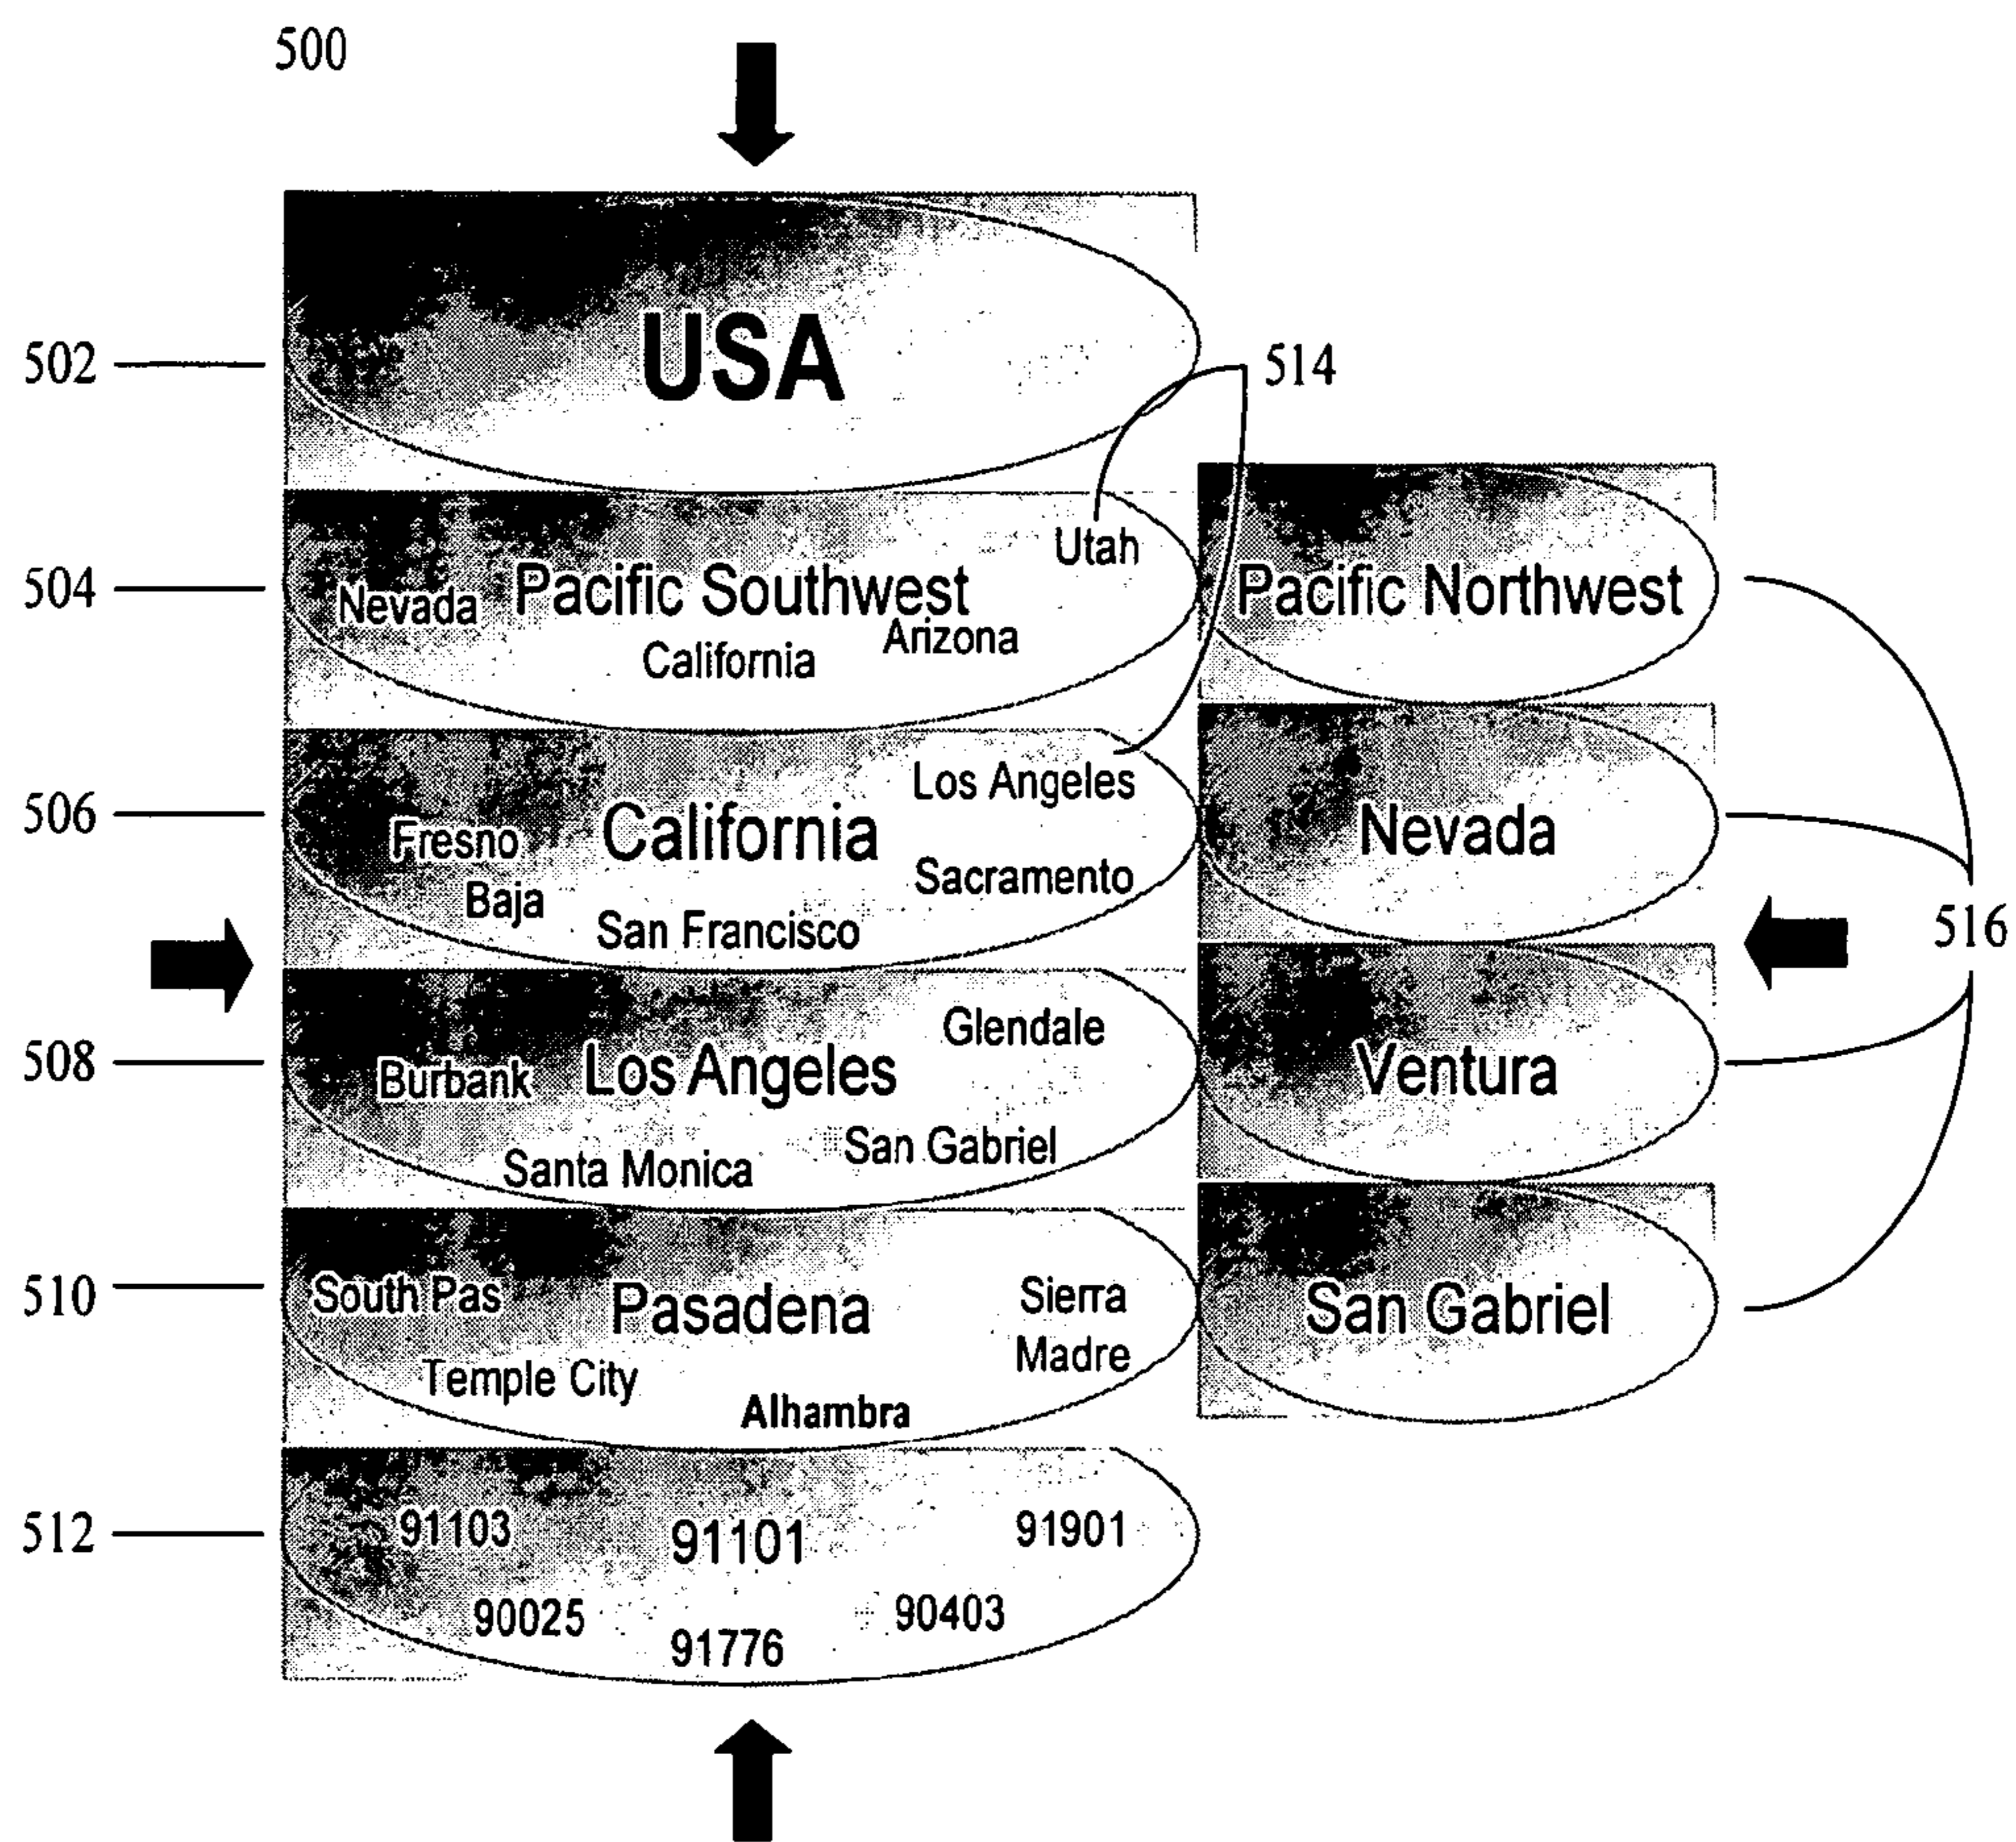 500
USA
502
514
Utah
504
Nevada
Pacific Southwest
Arizona
California
Pacific Northwest
Los Angeles
506
Fresno
California
Sacramento
Baja
San Francisco
Nevada
516
Glendale
508
Burbank
Los Angeles
San Gabriel
Santa Monica
Ventura
510
South Pas
Pasadena
Sierra
Madre
Temple City
Alhambra
San Gabriel
512
91103
91101
91901
90025
91776
90403